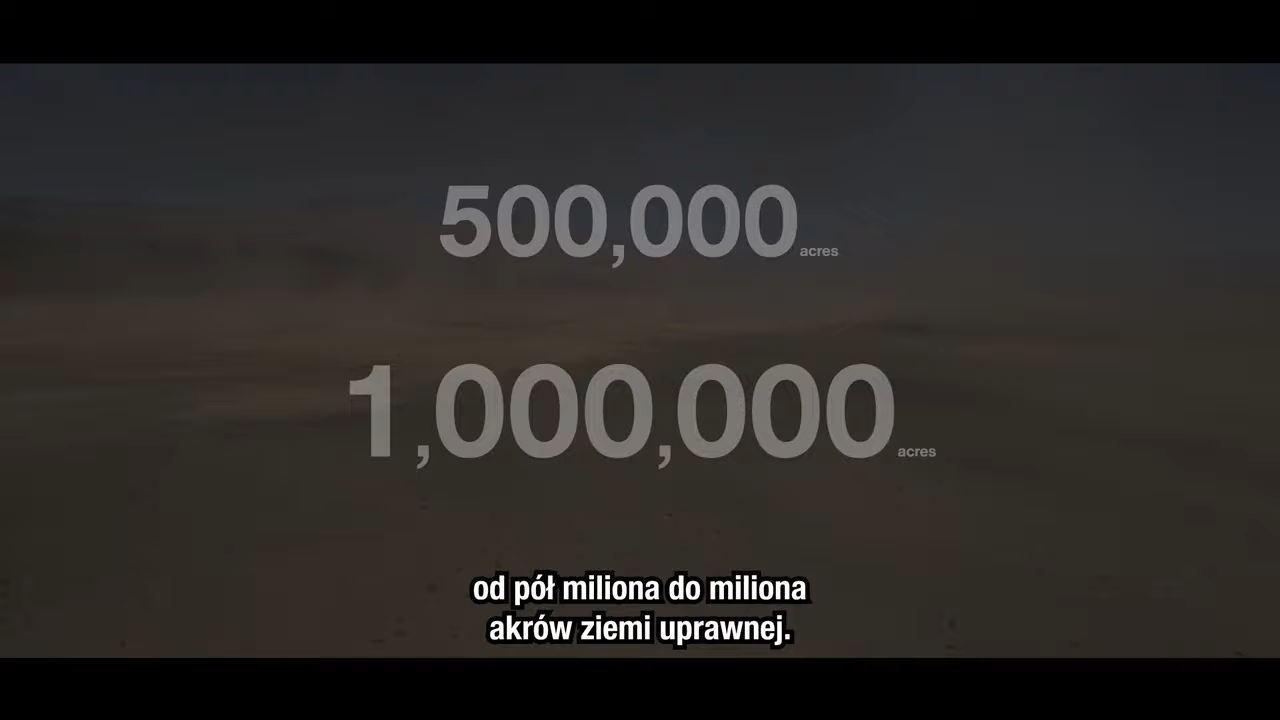 500,000 acres
1,000,000 acres
od pół miliona do miliona
akrów ziemi uprawnej.